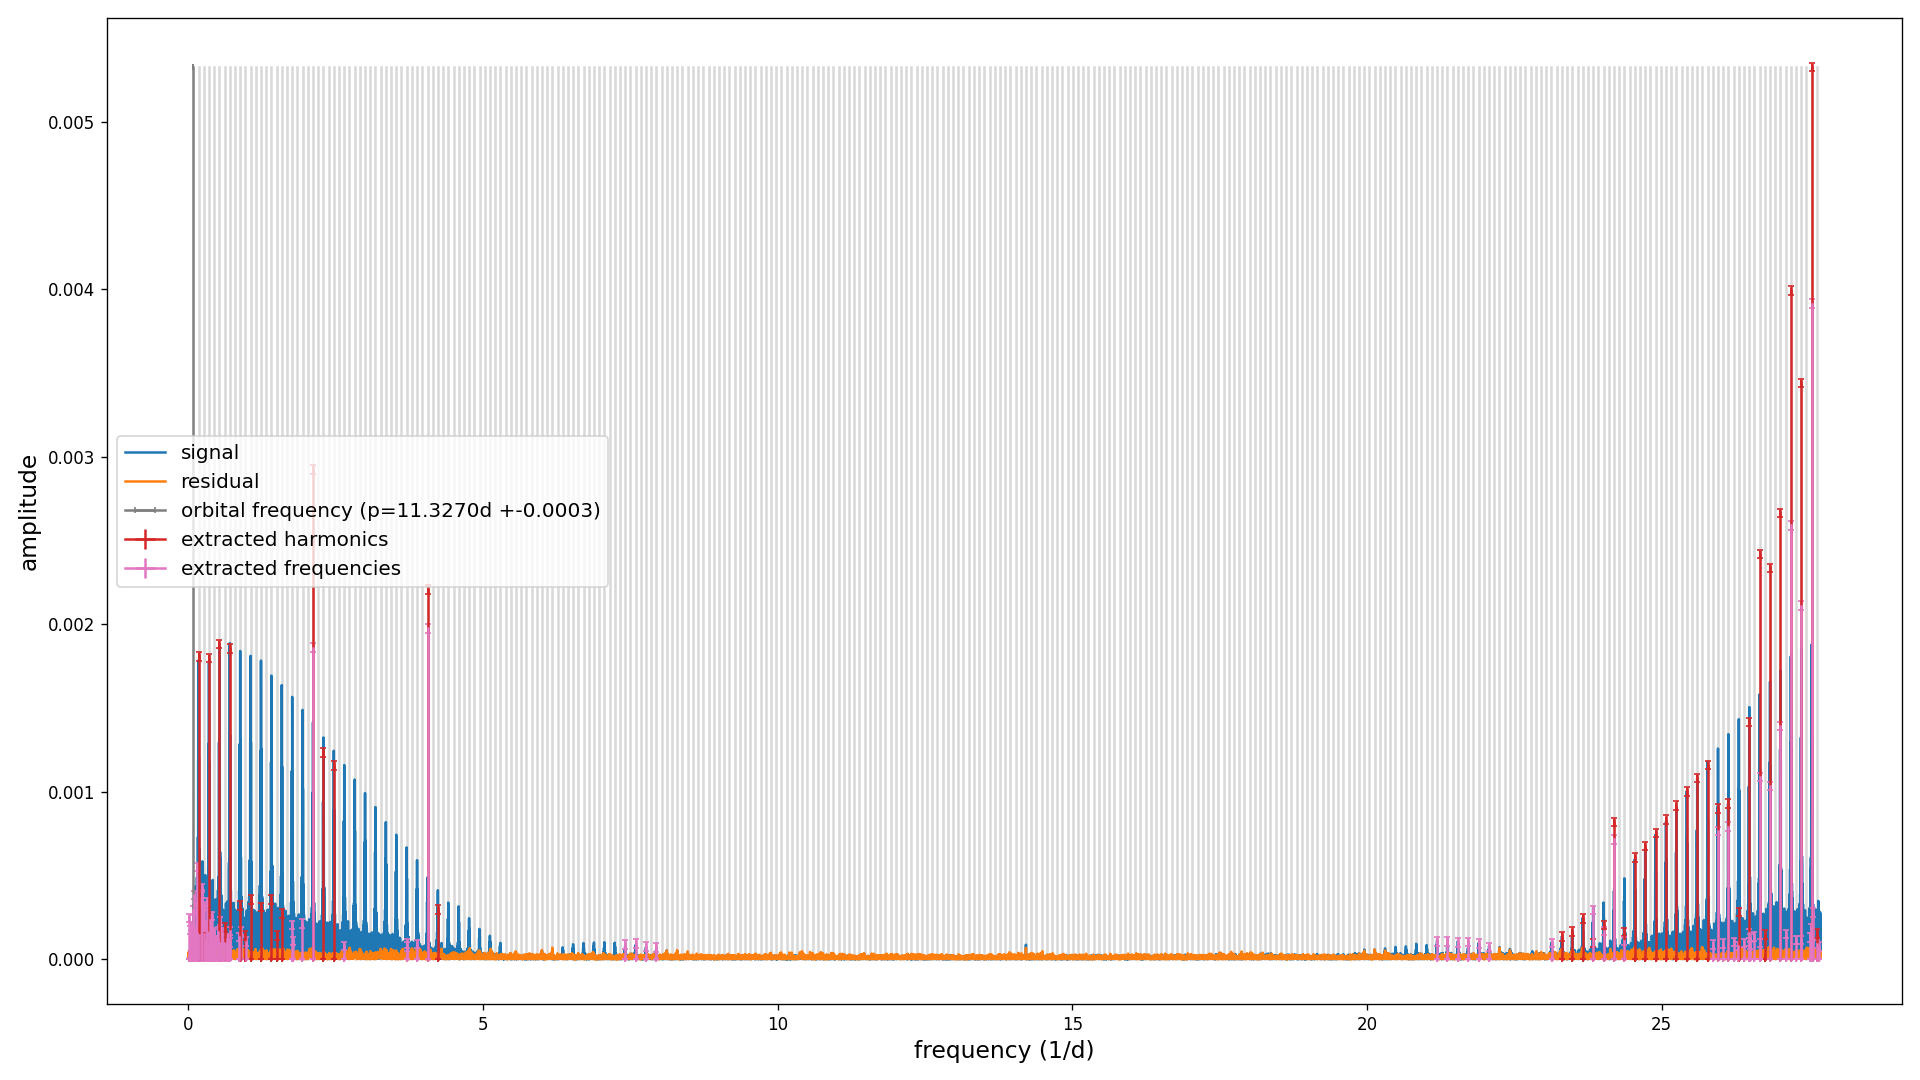 0.005
0.004
0.003
0.002
0.001
0.000
amplitude
signal
residual
orbital frequency (p=11.3270d +-0.0003)
extracted harmonics
extracted frequencies
0 5 10 15 20 25
frequency (1/d)